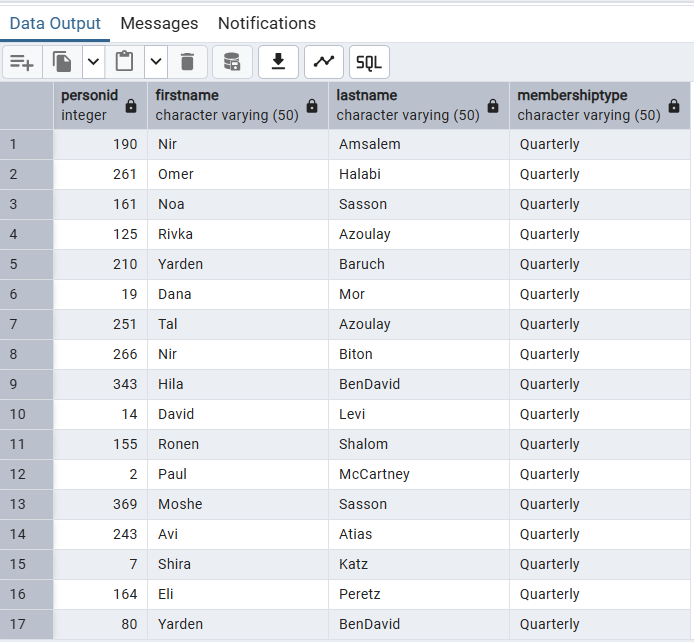 Data Output Messages Notifications
SQL
personid firstname lastname membershiptype
integer character varying (50) character varying (50) character varying (50)
1 190 Nir Amsalem Quarterly
2 261 Omer Halabi Quarterly
3 161 Noa Sasson Quarterly
4 125 Rivka Azoulay Quarterly
5 210 Yarden Baruch Quarterly
6 19 Dana Mor Quarterly
7 251 Tal Azoulay Quarterly
8 266 Nir Biton Quarterly
9 343 Hila BenDavid Quarterly
10 14 David Levi Quarterly
11 155 Ronen Shalom Quarterly
12 2 Paul McCartney Quarterly
13 369 Moshe Sasson Quarterly
14 243 Avi Atias Quarterly
15 7 Shira Katz Quarterly
16 164 Eli Peretz Quarterly
17 80 Yarden BenDavid Quarterly